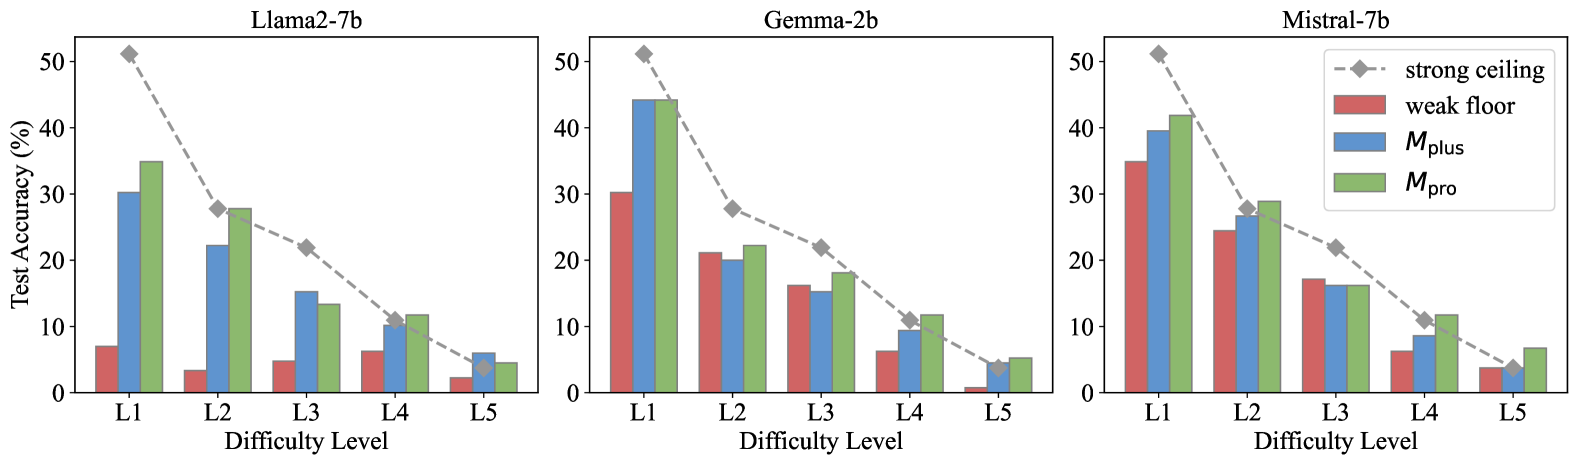 Llama2-7b
Test Accuracy (%)
50
40
30
20
10
0
L1 L2 L3 L4 L5
Difficulty Level
Gemma-2b
50
40
30
20
10
0
L1 L2 L3 L4 L5
Difficulty Level
Mistral-7b
50
40
30
20
10
0
L1 L2 L3 L4 L5
Difficulty Level
strong ceiling
weak floor
Mplus
Mpro